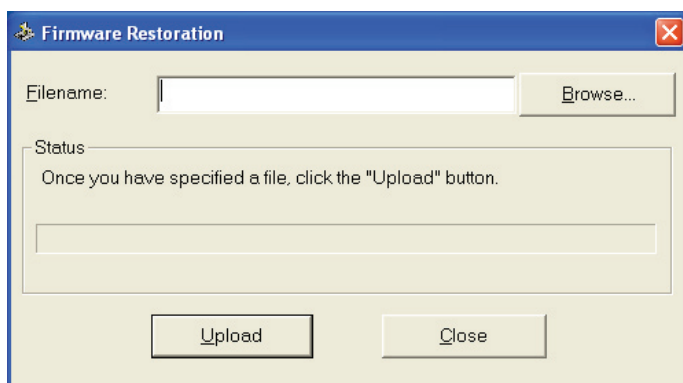 Firmware Restoration
Filename:
Browse...
Status
Once you have specified a file, click the "Upload" button.
Upload
Close